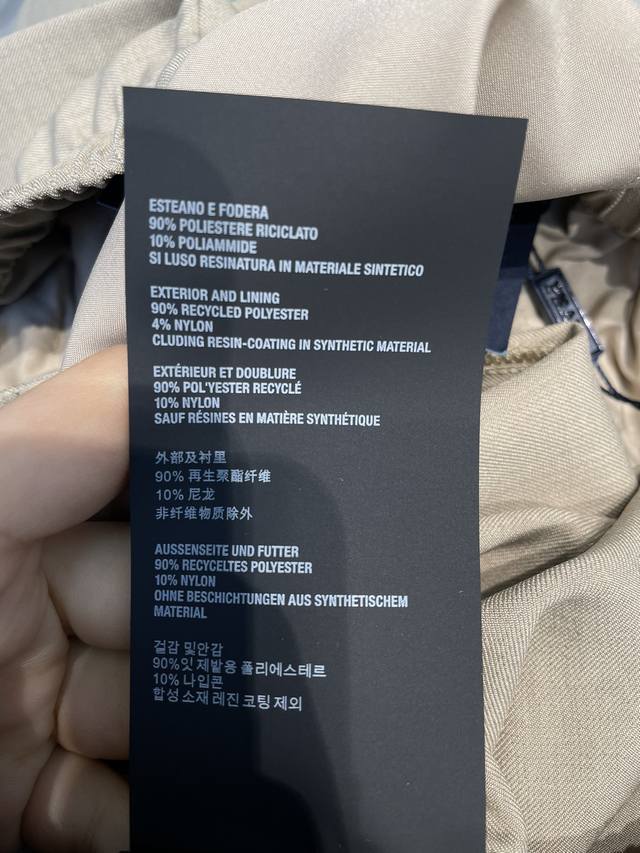 ESTEANO E FODERA
90% POLIESTERE RICICLATO
10% POLIAMMIDE
SI LUSO RESINATURA IN MATERIALE SINTETICO
EXTERIOR AND LINING
90% RECYCLED POLYESTER
4% NYLON
CLUDING RESIN-COATING IN SYNTHETIC MATERIAL
EXTÉRIEUR ET DOUBLURE
90% POL'YESTER RECYCLÉ
10% NYLON
SAUF RÉSINES EN MATIÈRE SYNTHÉTIQUE
外部及衬里
90% 再生聚酯纤维
10% 尼龙
非纤维物质除外
AUSSENSEITE UND FUTTER
90% RECYCELTES POLYESTER
10% NYLON
OHNE BESCHICHTUNGEN AUS SYNTHETISCHEM
MATERIAL
걸감 및안감
90%잇 제밭용 폴리에스테르
10% 나입콘
합성 소재 레진 코팅 제외